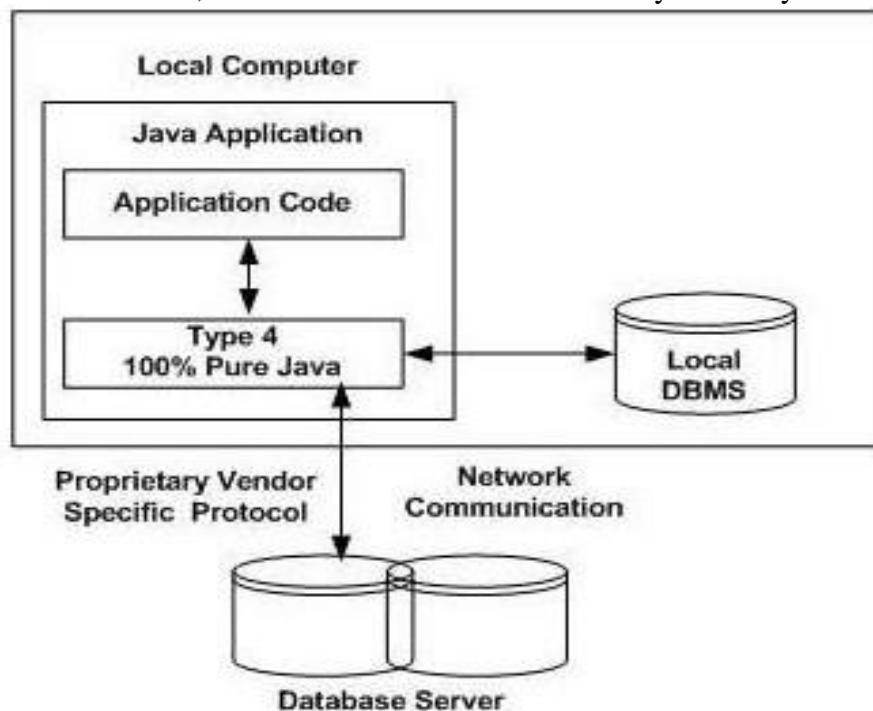 Local Computer
Java Application
Application Code
Type 4
100% Pure Java
Local
DBMS
Proprietary Vendor
Specific Protocol
Network
Communication
Database Server